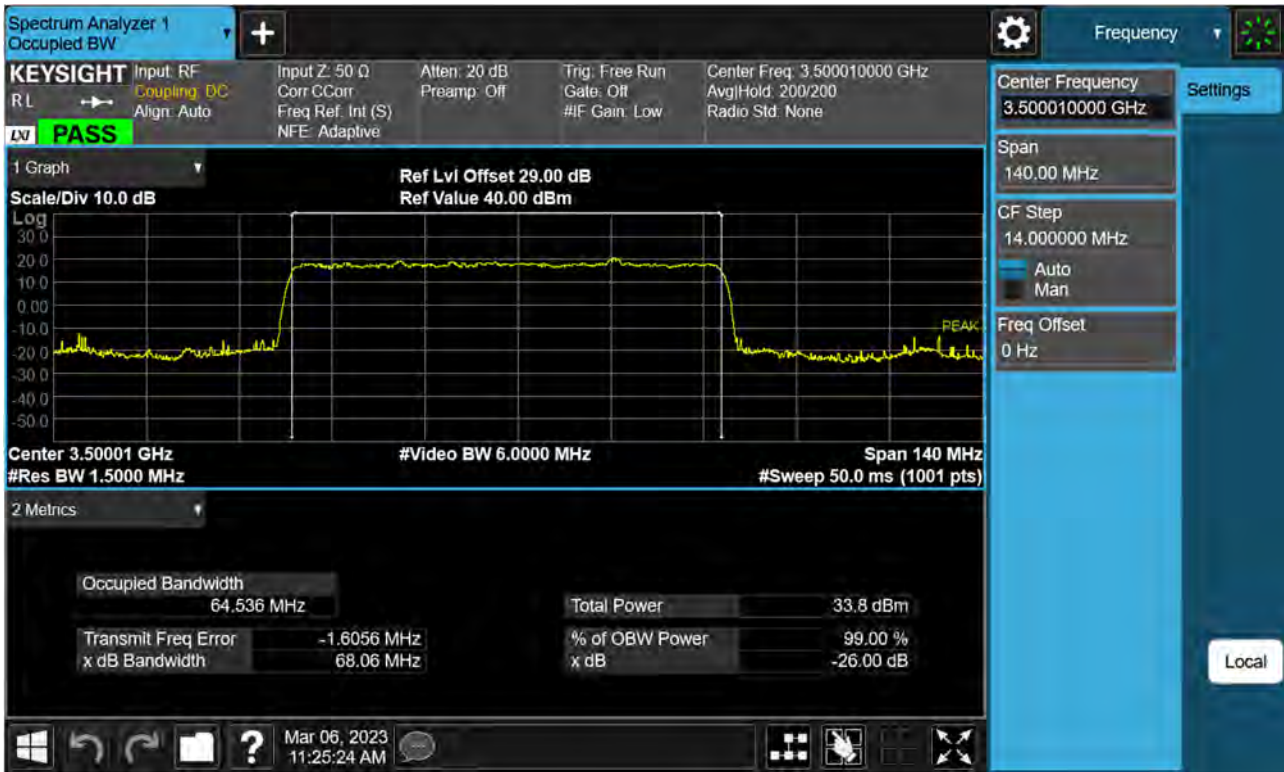 Spectrum Analyzer 1
Occupied BW
Frequency
KEYSIGHT
R L
LXI
PASS
Input: RF
Coupling: DC
Align: Auto
Input Z: 50 Ω
Corr CCorr
Freq Ref: Int (S)
NFE: Adaptive
Atten: 20 dB
Preamp: Off
Trig: Free Run
Gate: Off
#IF Gain: Low
Center Freq: 3.500010000 GHz
Avg|Hold: 200/200
Radio Std: None
Center Frequency
3.500010000 GHz
Settings
Span
140.00 MHz
CF Step
14.000000 MHz
Auto
Man
Freq Offset
0 Hz
1 Graph
Scale/Div 10.0 dB
Ref Lvl Offset 29.00 dB
Ref Value 40.00 dBm
Log
30.0
20.0
10.0
0.00
-10.0
-20.0
-30.0
-40.0
-50.0
PEAK
Center 3.50001 GHz
#Video BW 6.0000 MHz
Span 140 MHz
#Res BW 1.5000 MHz
#Sweep 50.0 ms (1001 pts)
2 Metrics
Occupied Bandwidth
64.536 MHz
Total Power 33.8 dBm
Transmit Freq Error -1.6056 MHz
% of OBW Power 99.00 %
x dB Bandwidth 68.06 MHz
x dB -26.00 dB
Local
?
Mar 06, 2023
11:25:24 AM